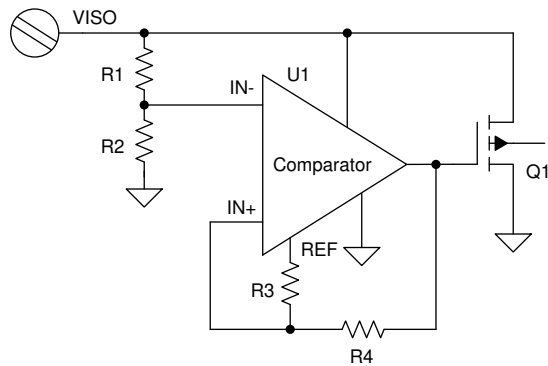 VISO
R1
U1
IN-
R2
Comparator
Q1
IN+
REF
R3
R4